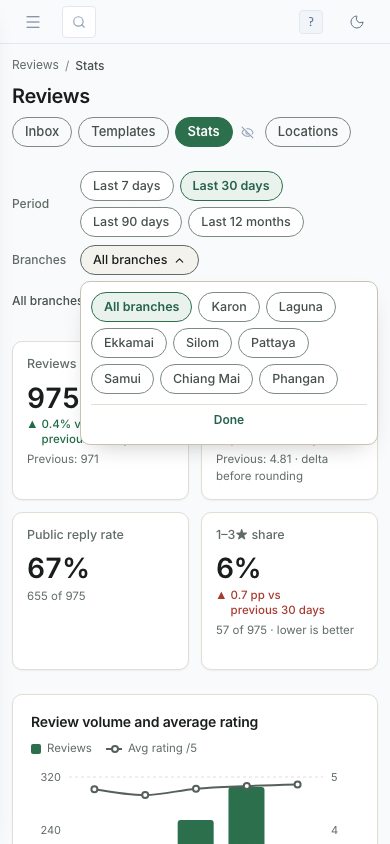 ?
Reviews / Stats
Reviews
Inbox Templates Stats Locations
Period
Last 7 days Last 30 days
Last 90 days Last 12 months
Branches All branches
All branches
All branches Karon Laguna
Ekkamai Silom Pattaya
Samui Chiang Mai Phangan
Done
Reviews
975
▲ 0.4% v
previou
Previous: 971
Previous: 4.81 · delta
before rounding
Public reply rate
67%
655 of 975
1–3★ share
6%
▲ 0.7 pp vs
previous 30 days
57 of 975 · lower is better
Review volume and average rating
Reviews Avg rating /5
320 5
240 4